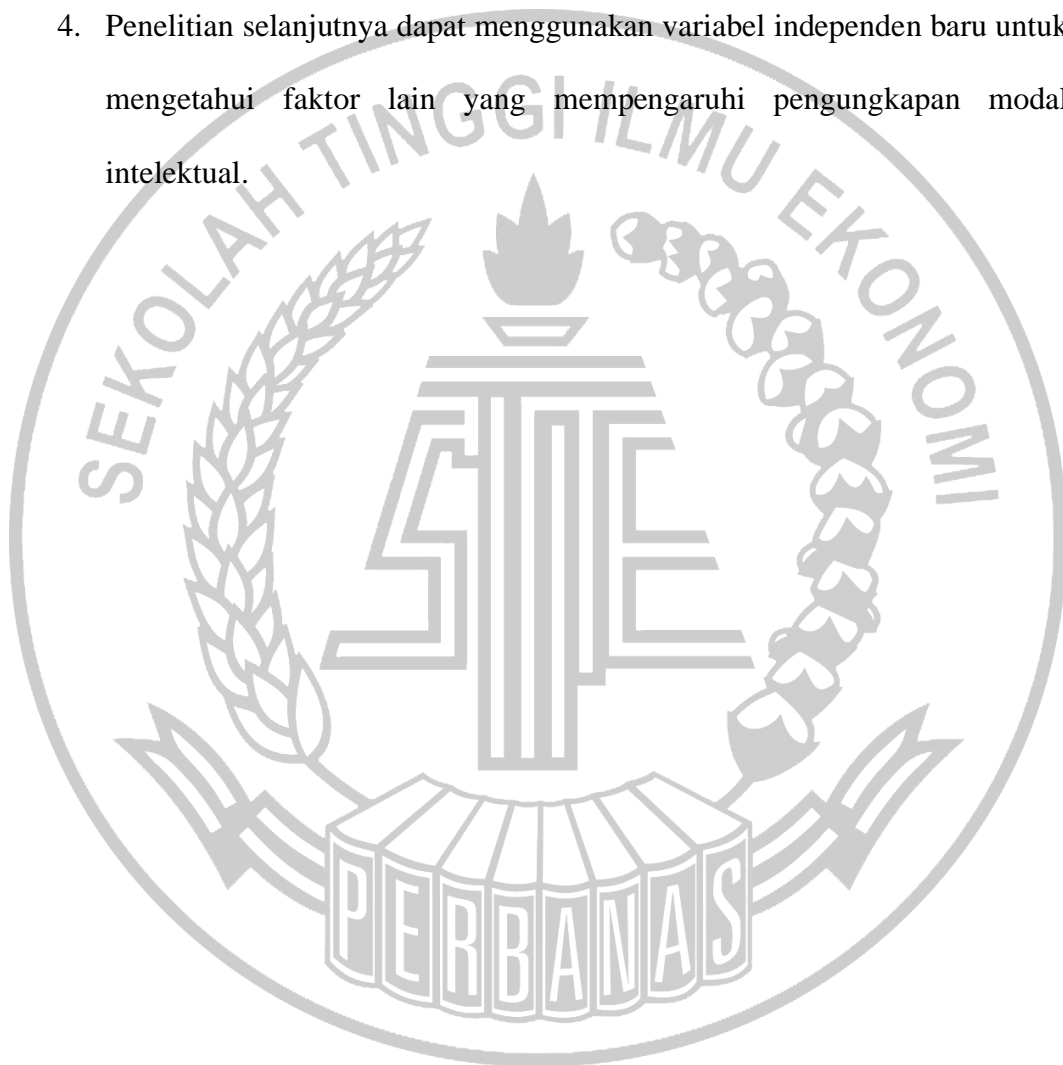 4. Penelitian selanjutnya dapat menggunakan variabel independen baru untuk
mengetahui faktor lain yang mempengaruhi pengungkapan modal
intelektual.
SEKOLAH TINGGI ILMU EKONOMI
STIE
PERBANAS